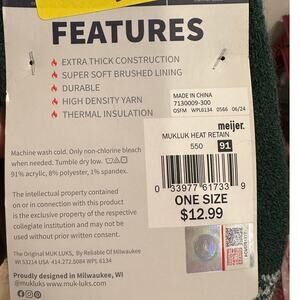 FEATURES
EXTRA THICK CONSTRUCTION
SUPER SOFT BRUSHED LINING
DURABLE
HIGH DENSITY YARN
THERMAL INSULATION
MADE IN CHINA
7130009-300
OSFM WPL6134 0566 06/24
meijer
MUKLUK HEAT RETAIN
550 91
0 33977 61733 9
ONE SIZE
$12.99
Machine wash cold. Only non-chlorine bleach
when needed. Tumble dry low.
91% acrylic, 8% polyester, 1% spandex.
The intellectual property contained
on or in connection with this product
is the exclusive property of the respective
collegiate institution and may not be
used without prior written consent.
The Original MUK LUKS, By Reliable Of Milwaukee
WI 53214 USA 414.272.5084 WPL 6134
Proudly designed in Milwaukee, WI
@mukluks www.muk-luks.com